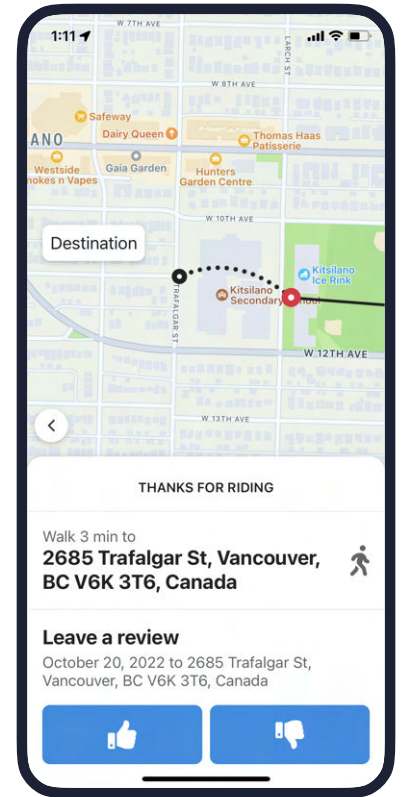 1:11
W 7TH AVE
LARCH ST
W 8TH AVE
Safeway
Dairy Queen
Thomas Haas
Patisserie
ANO
Westside
nokes n Vapes
Gaia Garden
Hunters
Garden Centre
W 10TH AVE
Destination
Kitsilano
Ice Rink
Kitsilano
Secondary School
TRAFALGAR ST
W 12TH AVE
W 13TH AVE
THANKS FOR RIDING
Walk 3 min to
2685 Trafalgar St, Vancouver,
BC V6K 3T6, Canada
Leave a review
October 20, 2022 to 2685 Trafalgar St,
Vancouver, BC V6K 3T6, Canada